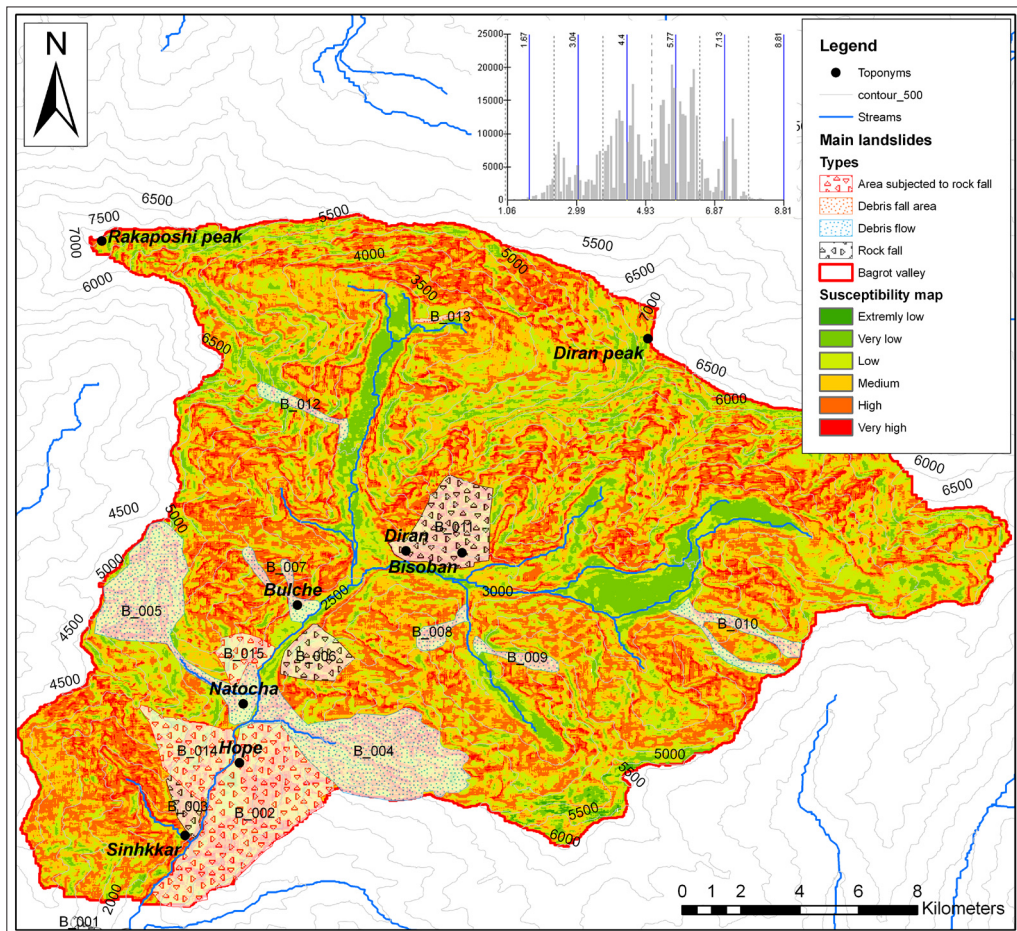 N
25000
20000
15000
10000
5000
0
1.67
3.04
4.4
5.77
7.13
8.81
1.06
2.99
4.93
6.87
8.81
Legend
Toponyms
contour_500
Streams
Main landslides
Types
Area subjected to rock fall
Debris fall area
Debris flow
Rock fall
Bagrot valley
Susceptibility map
Extremly low
Very low
Low
Medium
High
Very high
6500
7500
5500
7000
Rakaposhi peak
6000
4000
5000
5500
3500
6500
B_013
7000
Diran peak
6500
6500
6000
B_012
6000
6500
4500
5000
B_011
Diran
Bisoban
5000
B_007
Bulche
2500
3000
B_005
4500
B_008
B_010
B_015
B_006
B_009
4500
Natocha
B_014
Hope
B_004
5000
5500
B_003
B_002
5500
Sinhkkar
6000
2000
B_001
0 1 2 4 6 8
Kilometers